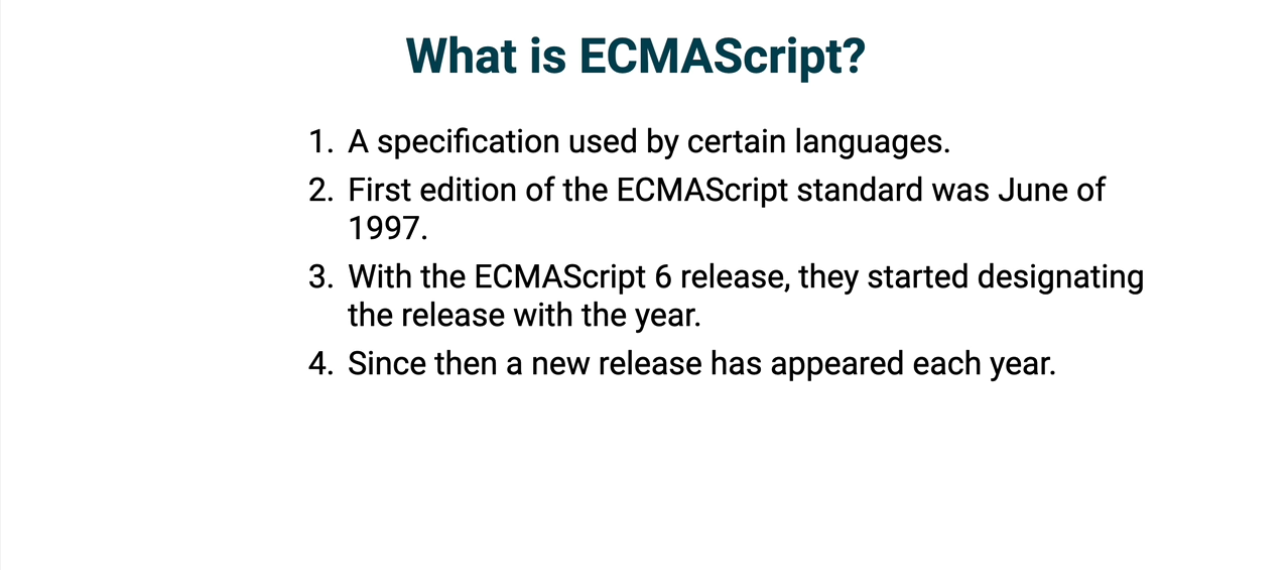 What is ECMAScript?
1. A specification used by certain languages.
2. First edition of the ECMAScript standard was June of
1997.
3. With the ECMAScript 6 release, they started designating
the release with the year.
4. Since then a new release has appeared each year.